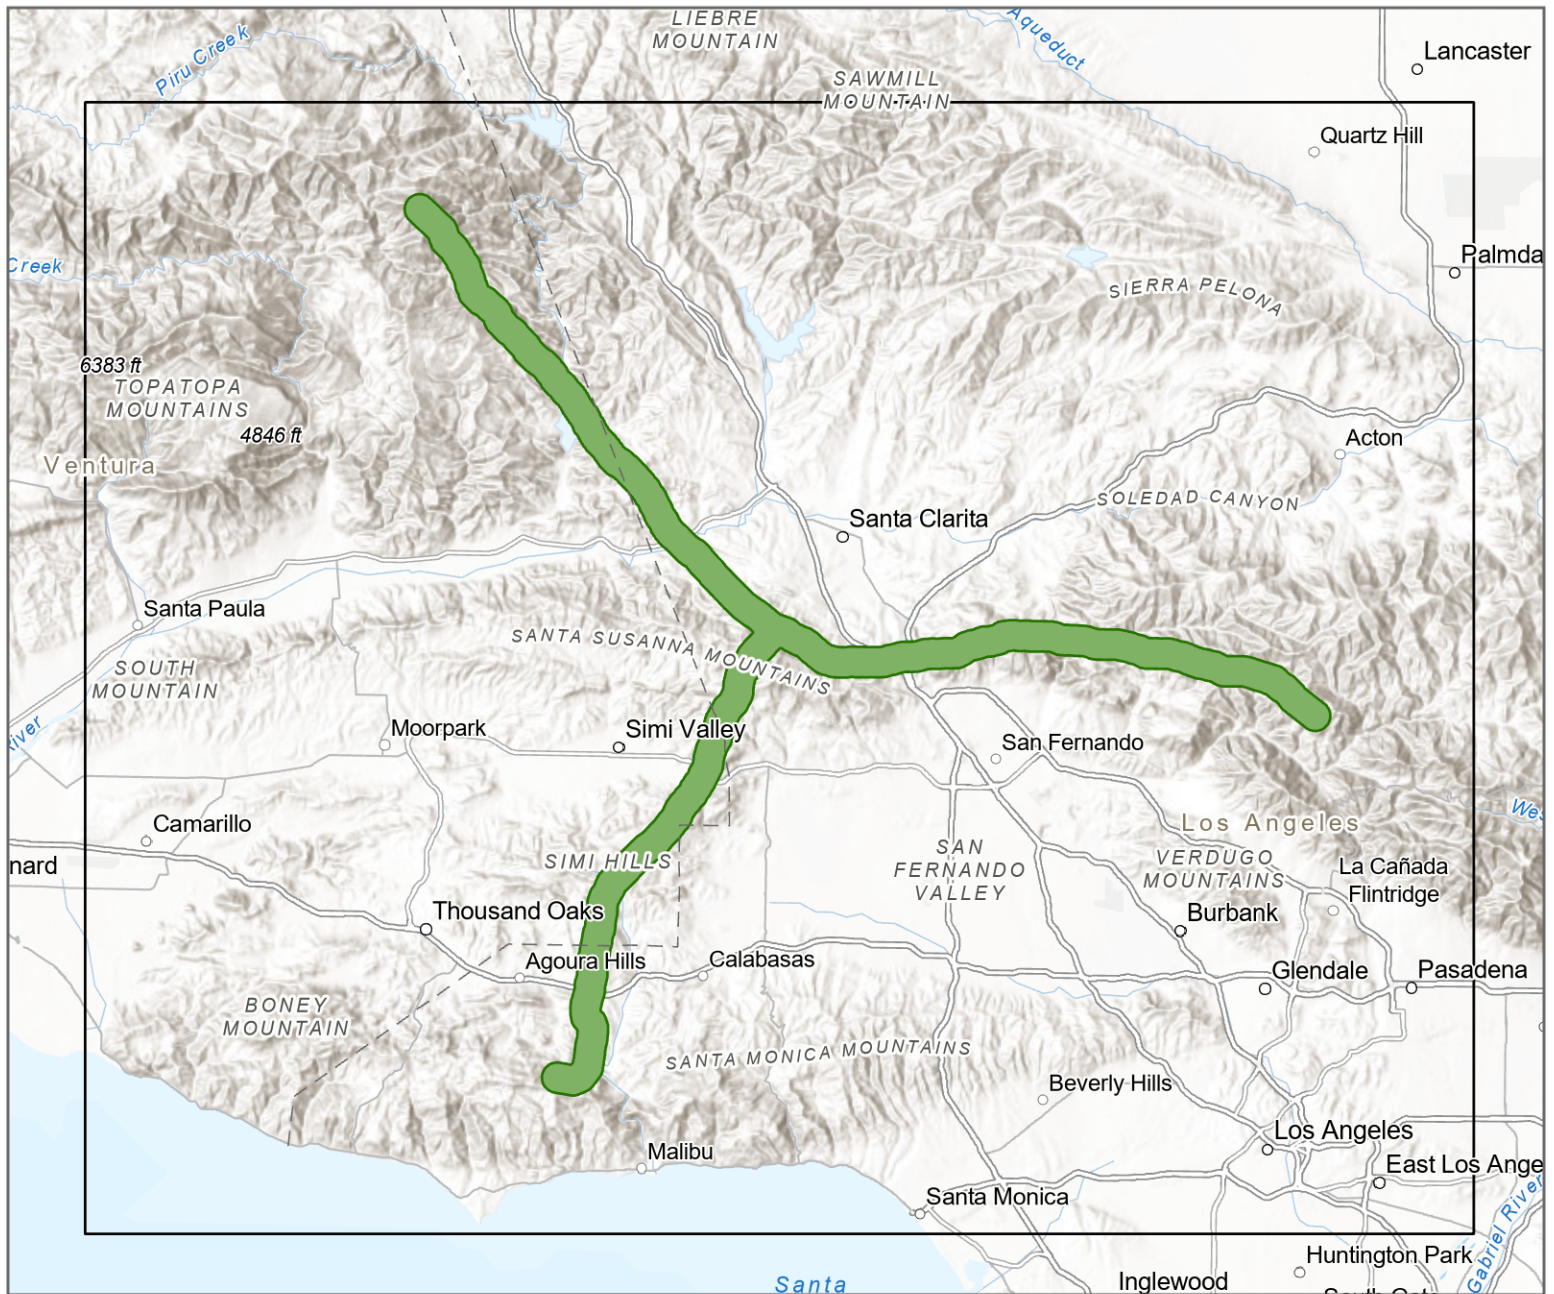 LIEBRE
MOUNTAIN
Aqueduct
Piru Creek
Lancaster
SAWMILL
MOUNTAIN
Quartz Hill
Creek
Palmda
SIERRA PELONA
6383 ft
TOPATOPA
MOUNTAINS
4846 ft
Acton
Ventura
SOLEDAD CANYON
Santa Clarita
Santa Paula
SANTA SUSANNA MOUNTAINS
SOUTH
MOUNTAIN
River
Moorpark
Simi Valley
San Fernando
Wes
Camarillo
Los Angeles
nard
SIMI HILLS
SAN
FERNANDO
VALLEY
VERDUGO
MOUNTAINS
La Cañada
Flintridge
Thousand Oaks
Burbank
Agoura Hills
Calabasas
Glendale
Pasadena
BONEY
MOUNTAIN
SANTA MONICA MOUNTAINS
Beverly Hills
Los Angeles
Malibu
East Los Ange
Santa Monica
Gabriel River
Huntington Park
Santa
Inglewood